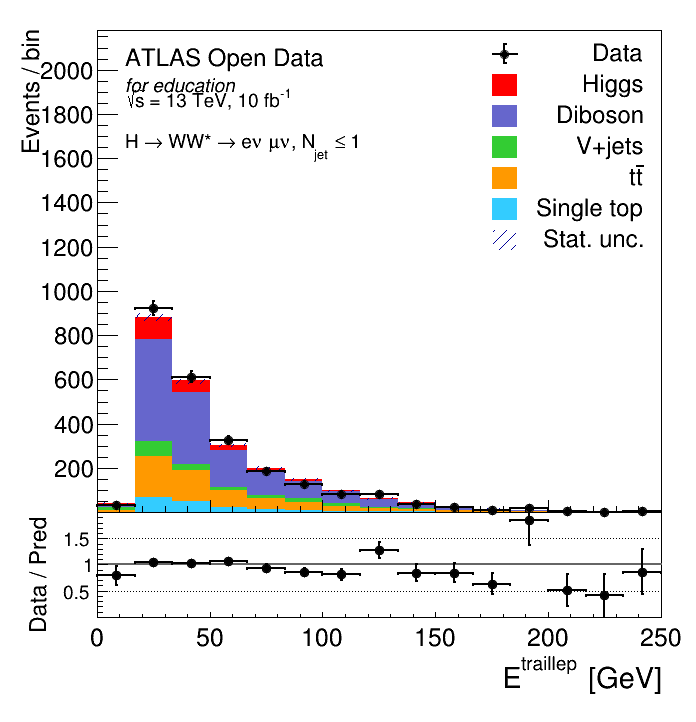 Events / bin
2000
1800
1600
1400
1200
1000
800
600
400
200
ATLAS Open Data
for education
√s = 13 TeV, 10 fb⁻¹
H → WW* → eν μν, N_jet ≤ 1
Data
Higgs
Diboson
V+jets
tt̄
Single top
Stat. unc.
Data / Pred
1.5
1
0.5
0 50 100 150 200 250
E^traillep [GeV]